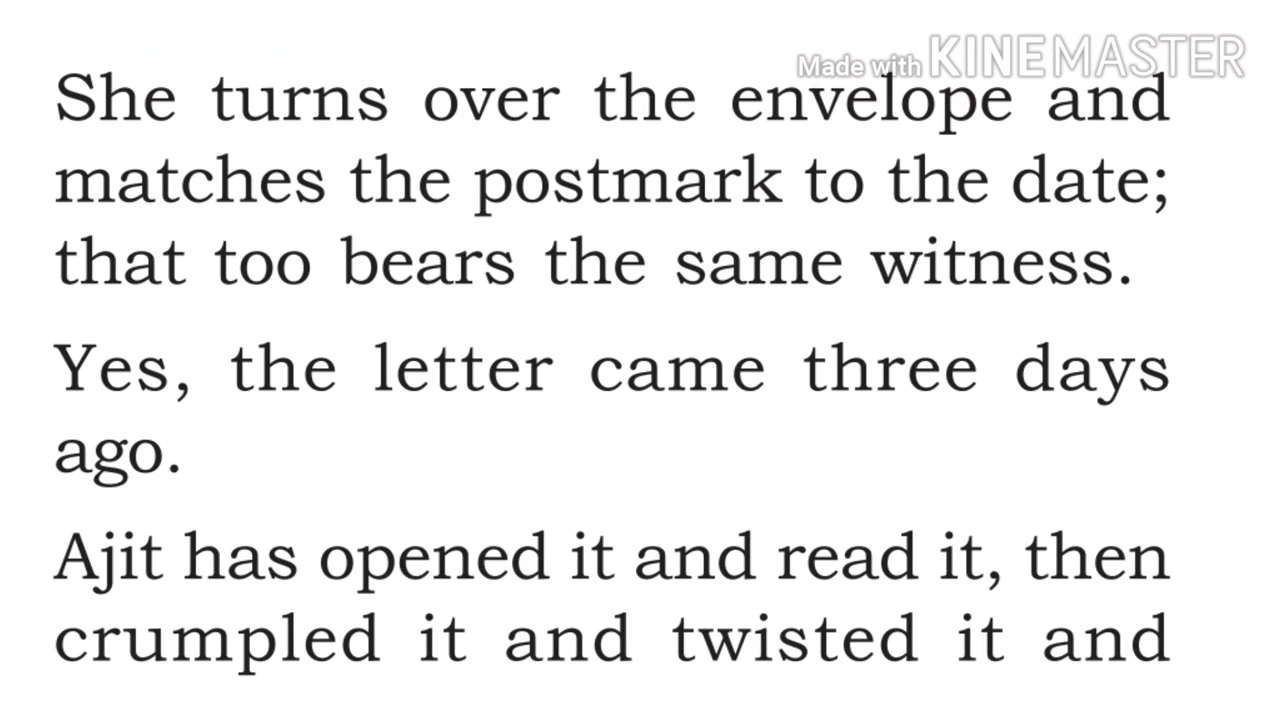 Made with KINEMASTER
She turns over the envelope and
matches the postmark to the date;
that too bears the same witness.
Yes, the letter came three days
ago.
Ajit has opened it and read it, then
crumpled it and twisted it and